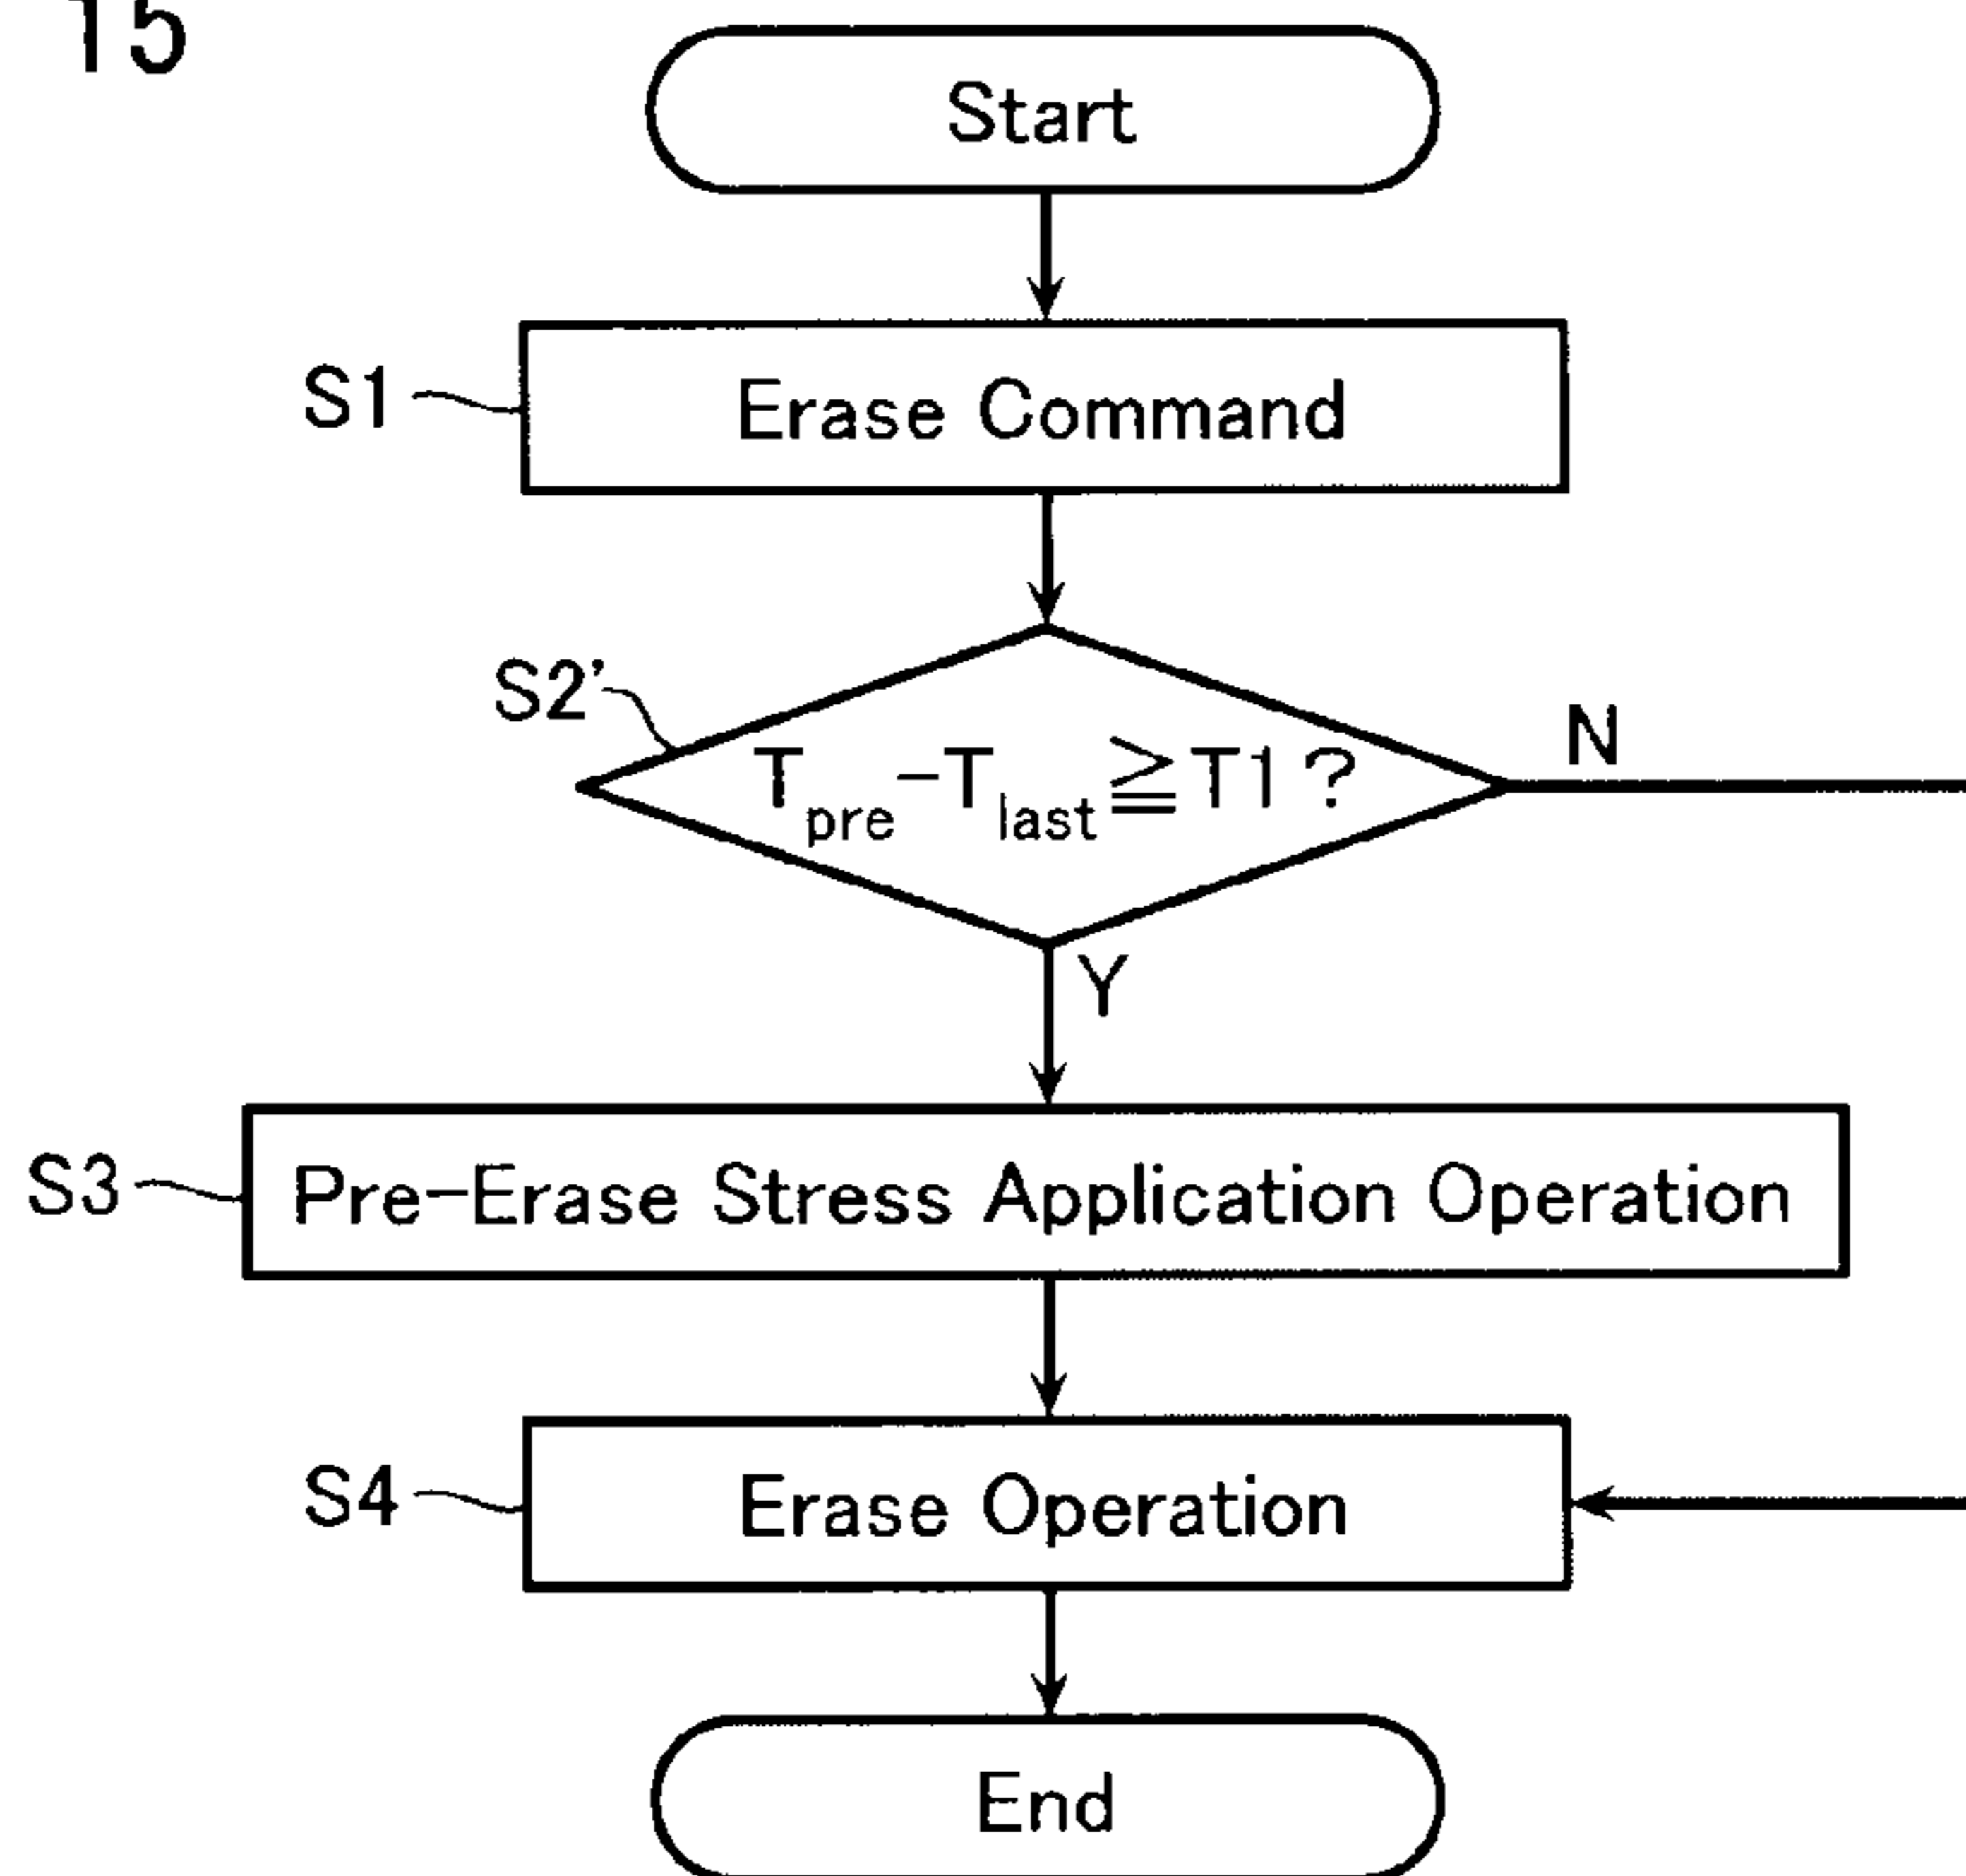 15
Start
S1
Erase Command
S2'
Tpre-Tlast≧T1?
N
Y
S3
Pre-Erase Stress Application Operation
S4
Erase Operation
End